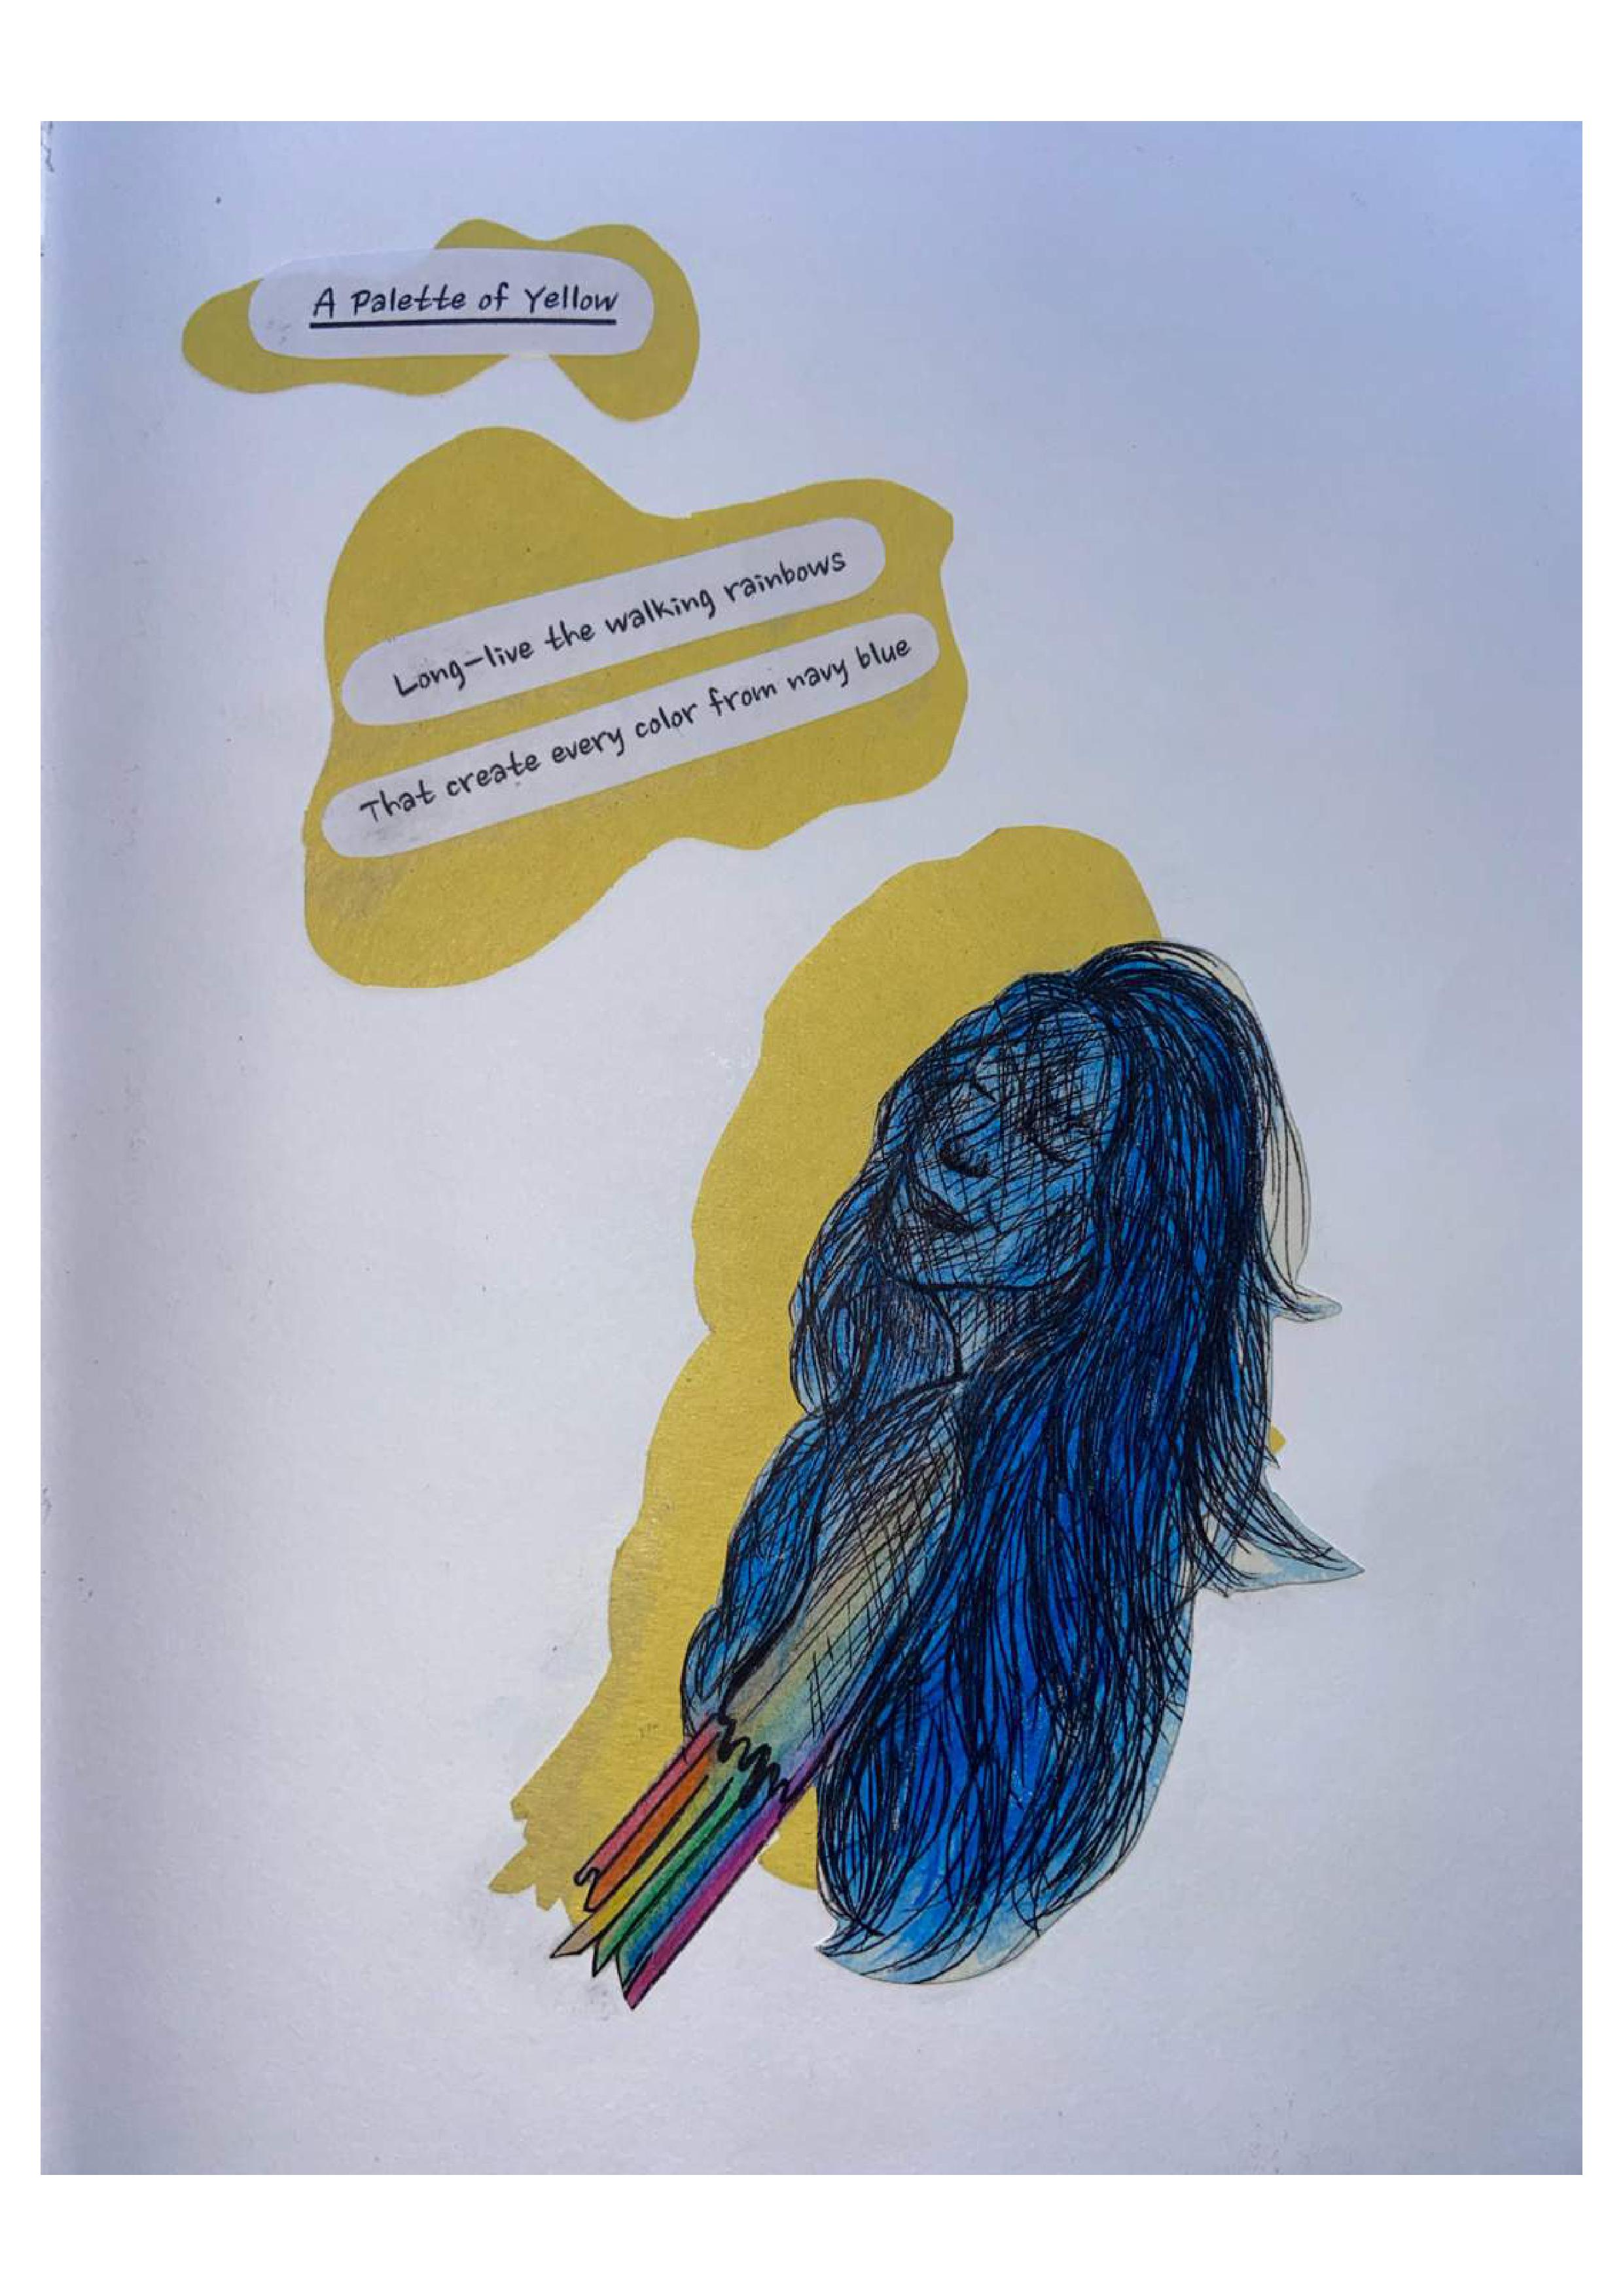 A Palette of Yellow
Long-live the walking rainbows
That create every color from navy blue